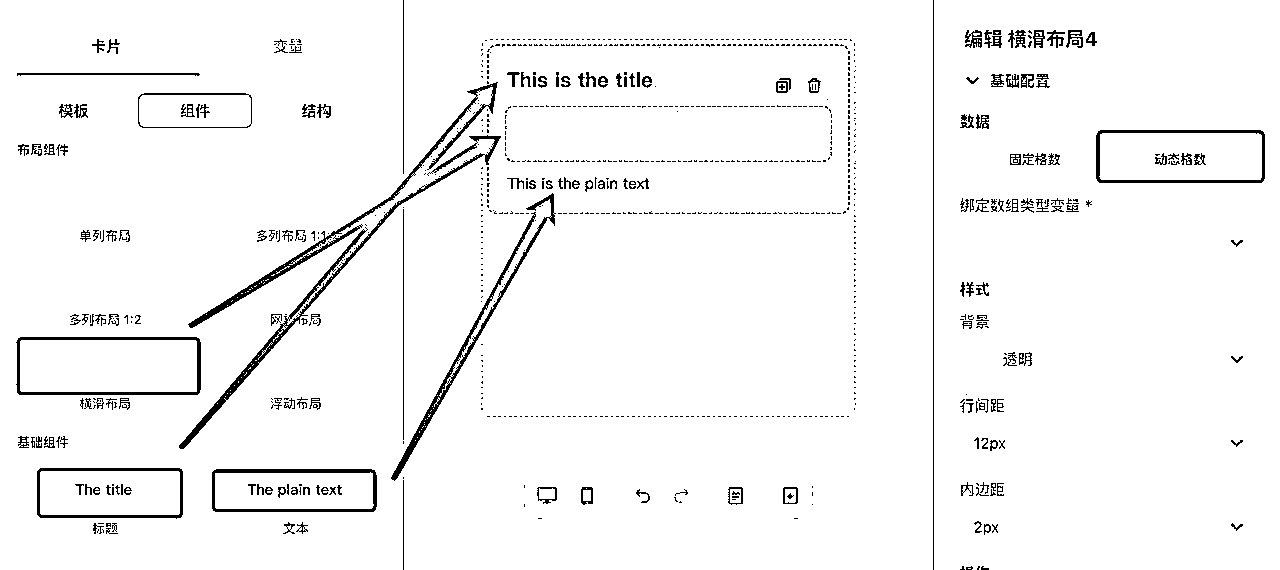 卡片
变量
模板
组件
结构
布局组件
单列布局
多列布局 1:1
多列布局 1:2
网格布局
横滑布局
浮动布局
基础组件
The title
The plain text
标题
文本
This is the title
This is the plain text
编辑 横滑布局4
基础配置
数据
固定格数
动态格数
绑定数组类型变量 *
样式
背景
透明
行间距
12px
内边距
2px